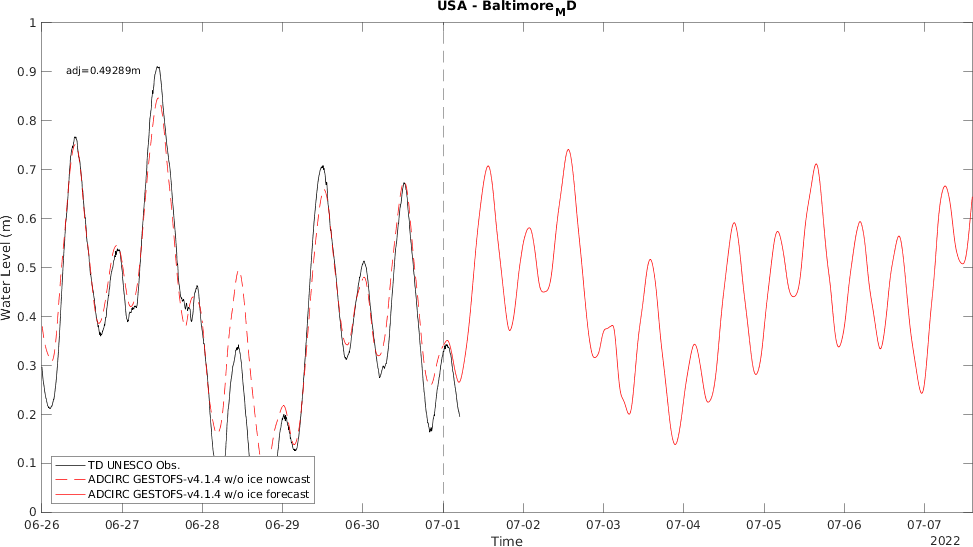 USA - Baltimore_MD
adj=0.49289m
1
0.9
0.8
0.7
0.6
0.5
0.4
0.3
0.2
0.1
0
Water Level (m)
TD UNESCO Obs.
ADCIRC GESTOFS-v4.1.4 w/o ice nowcast
ADCIRC GESTOFS-v4.1.4 w/o ice forecast
06-26 06-27 06-28 06-29 06-30 07-01 07-02 07-03 07-04 07-05 07-06 07-07
Time
2022